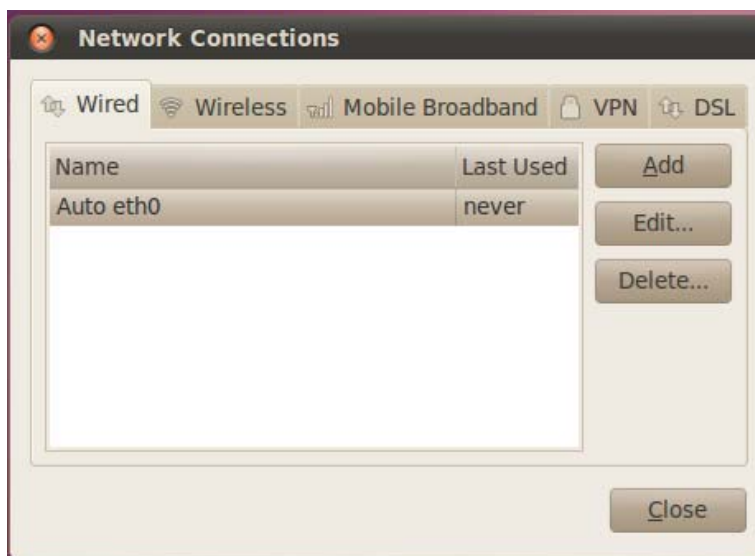 Network Connections
Wired Wireless Mobile Broadband VPN DSL
Name Last Used
Auto eth0 never
Add
Edit...
Delete...
Close